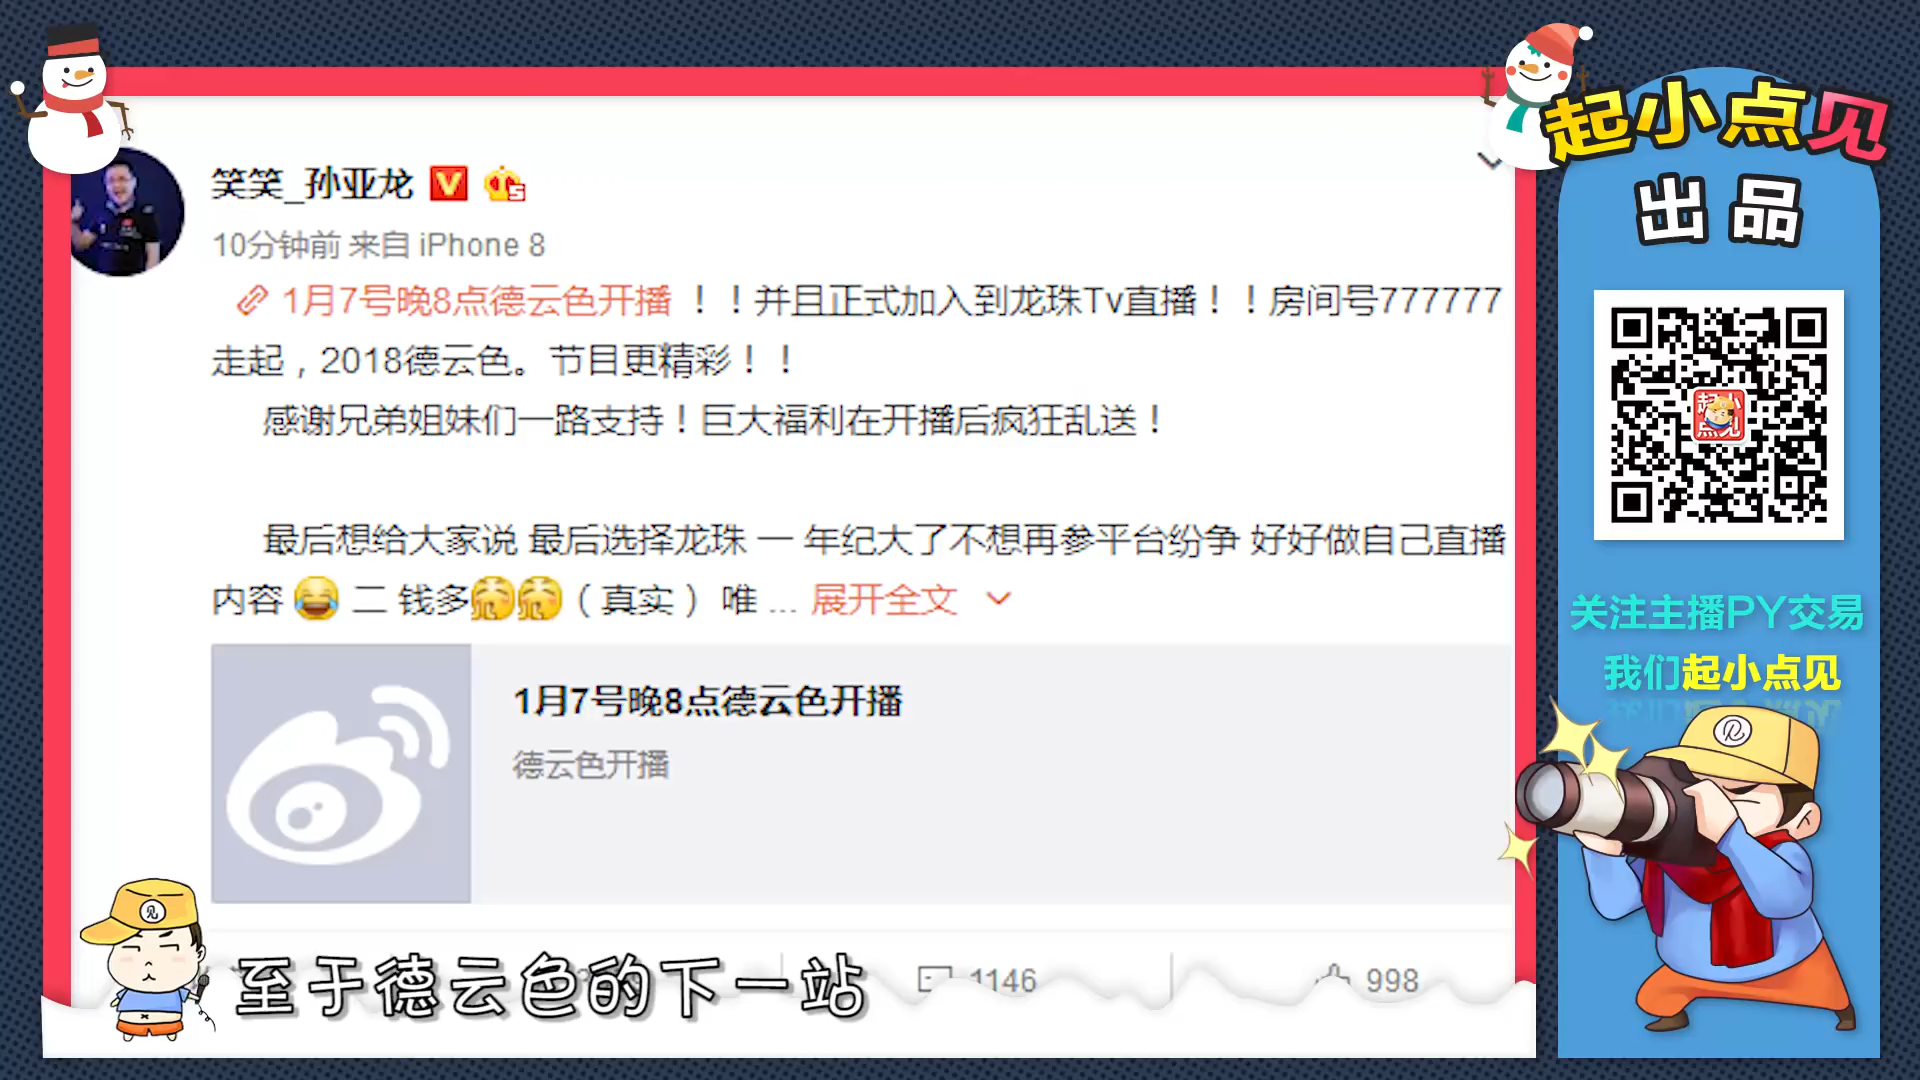 笑笑_孙亚龙
10分钟前 来自 iPhone 8
1月7号晚8点德云色开播 ！！并且正式加入到龙珠Tv直播！！房间号777777
走起，2018德云色。节目更精彩！！
感谢兄弟姐妹们一路支持！巨大福利在开播后疯狂乱送！
最后想给大家说 最后选择龙珠 一 年纪大了不想再参平台纷争 好好做自己直播
内容 二 钱多（真实） 唯 ... 展开全文
1月7号晚8点德云色开播
德云色开播
1146
998
至于德云色的下一站
起小点见
出品
起小点见
关注主播PY交易
我们起小点见
见